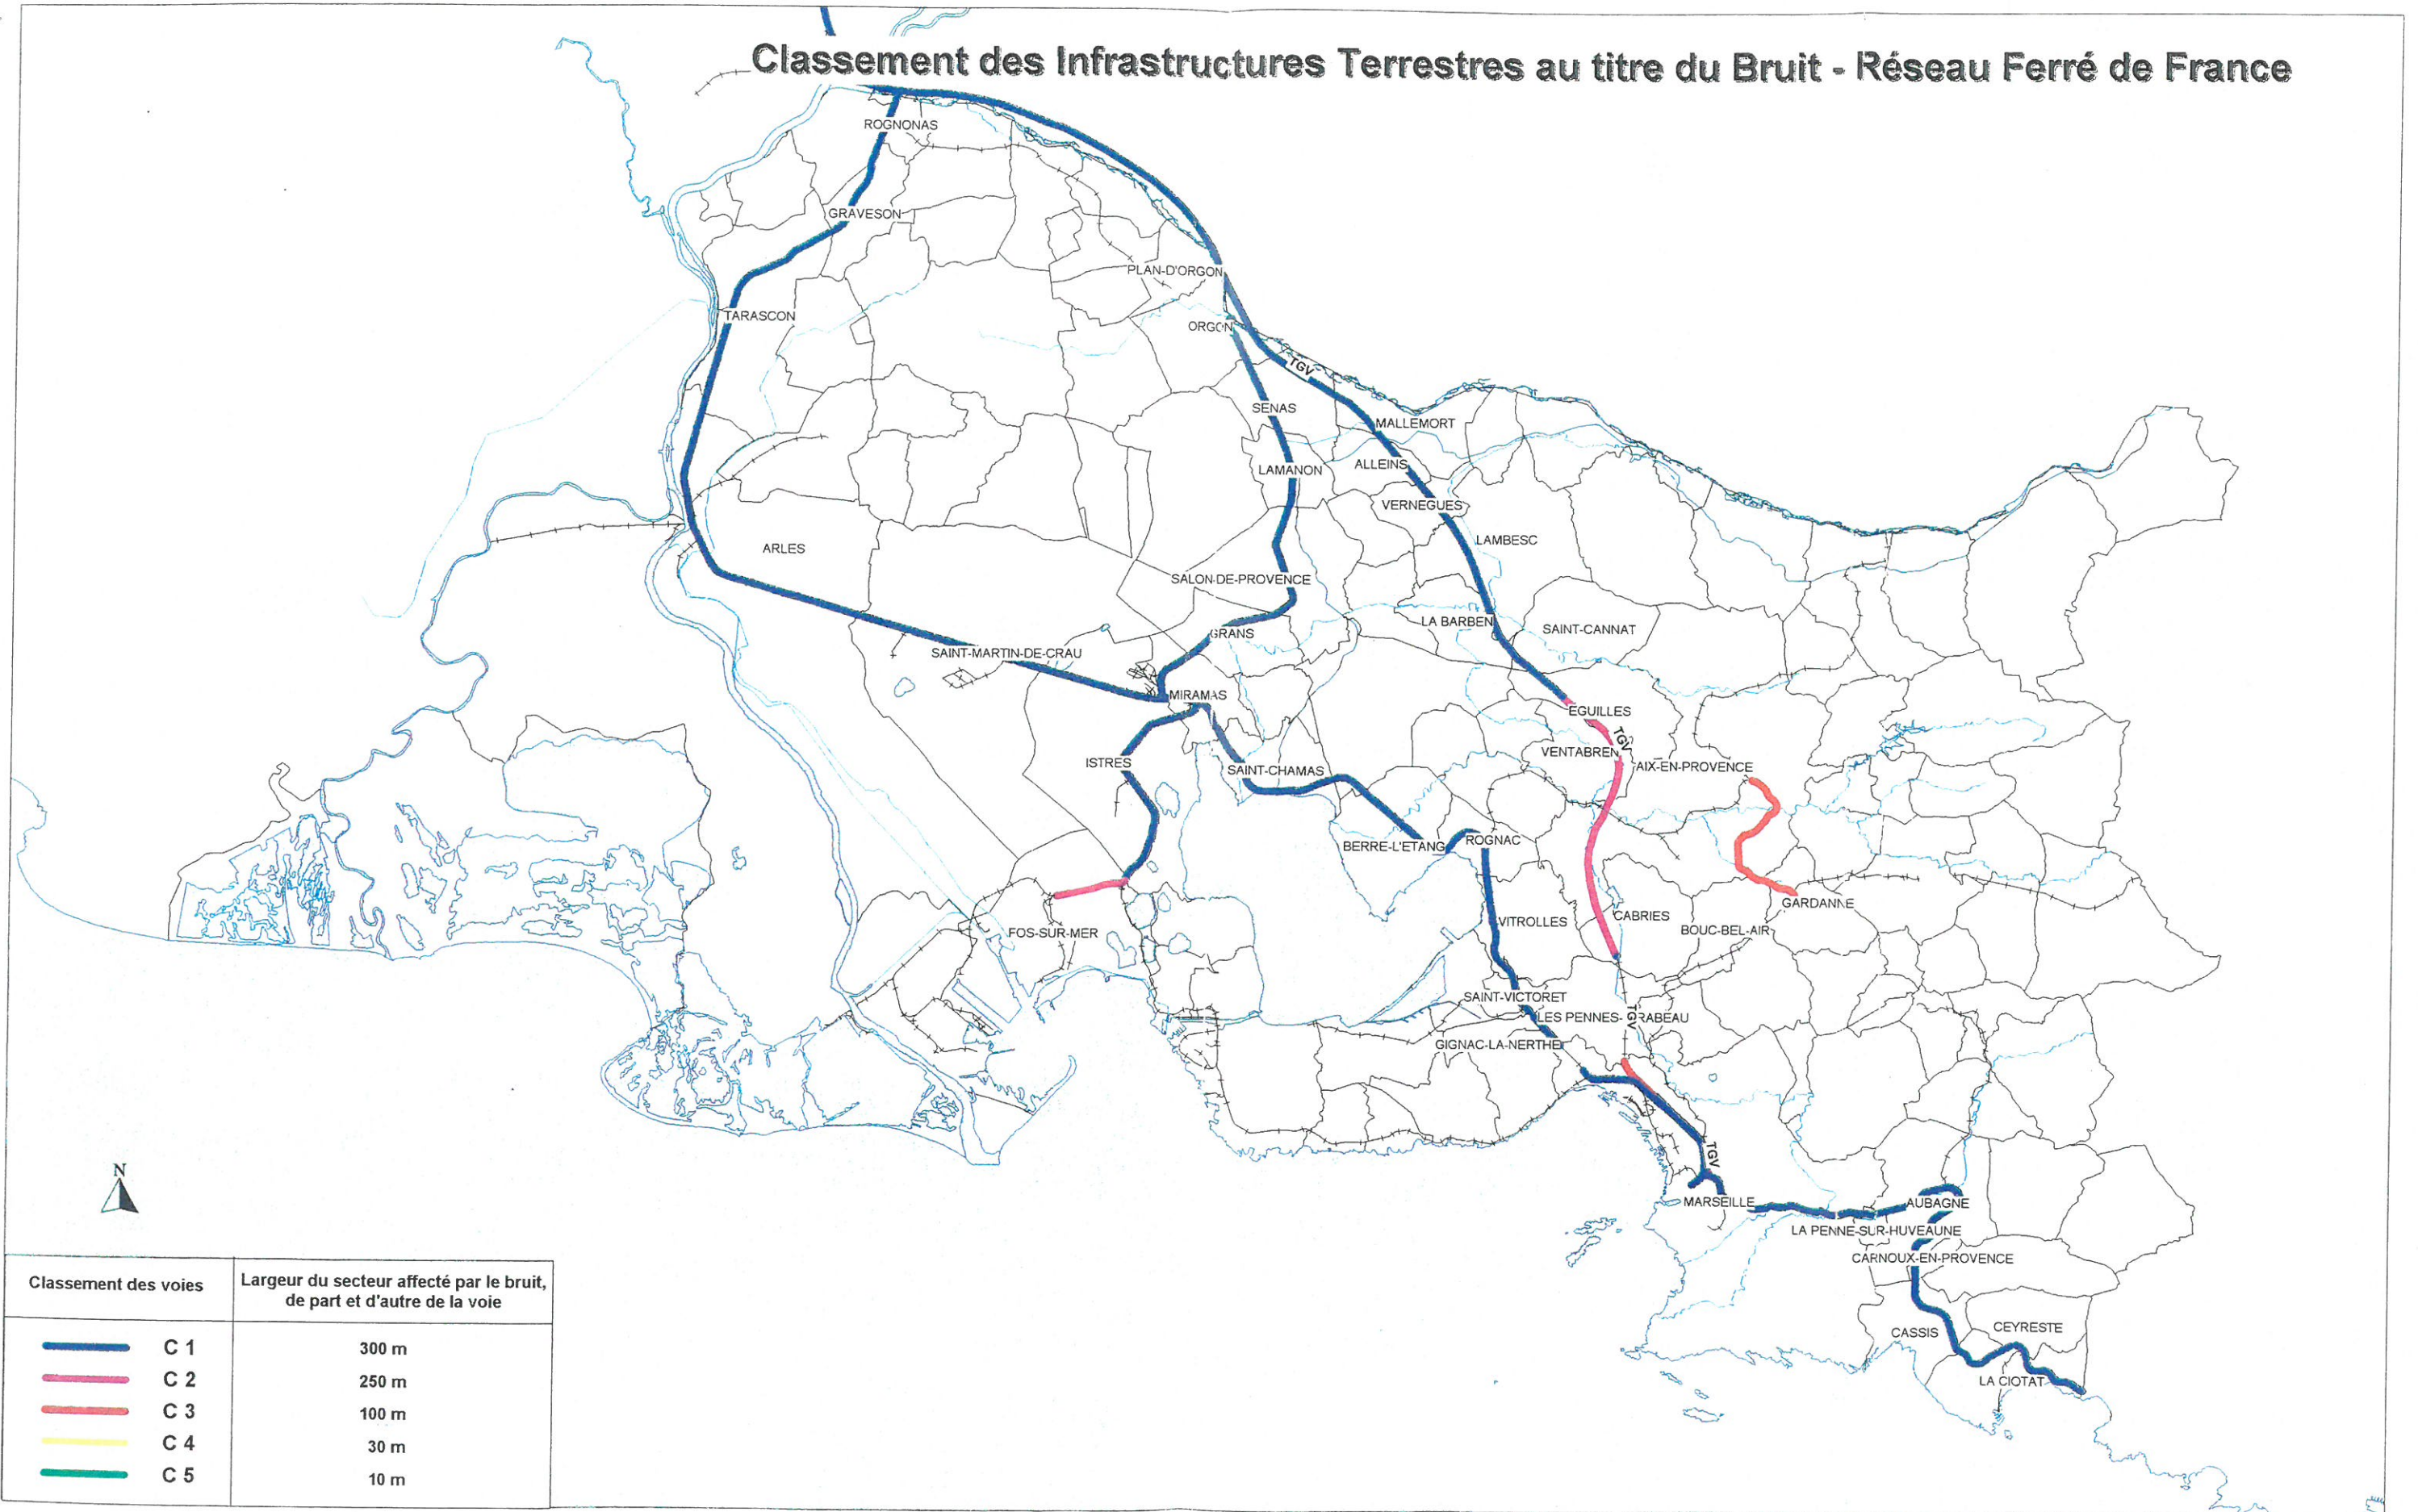 Classement des Infrastructures Terrestres au titre du Bruit - Réseau Ferré de France
ROGNONAS
GRAVESON
PLAN-D'ORGON
TARASCON
ORGON
TGV
SENAS
MALLEMORT
LAMANON
ALLEINS
VERNEGUES
LAMBESC
ARLES
SALON-DE-PROVENCE
LA BARBEN
SAINT-CANNAT
GRANS
SAINT-MARTIN-DE-CRAU
MIRAMAS
EGUILLES
TGV
VENTABREN
ISTRES
SAINT-CHAMAS
AIX-EN-PROVENCE
BERRE-L'ETANG
ROGNAC
GARDANNE
VITROLLES
CABRIES
BOUC-BEL-AIR
FOS-SUR-MER
SAINT-VICTORET
LES PENNES- RABEAU
TGV
GIGNAC-LA-NERTHE
TGV
N
MARSEILLE
AUBAGNE
LA PENNE-SUR-HUVEAUNE
CARNOUX-EN-PROVENCE
CASSIS
CEYRESTE
LA CIOTAT
Classement des voies
Largeur du secteur affecté par le bruit,
de part et d'autre de la voie
C 1 300 m
C 2 250 m
C 3 100 m
C 4 30 m
C 5 10 m